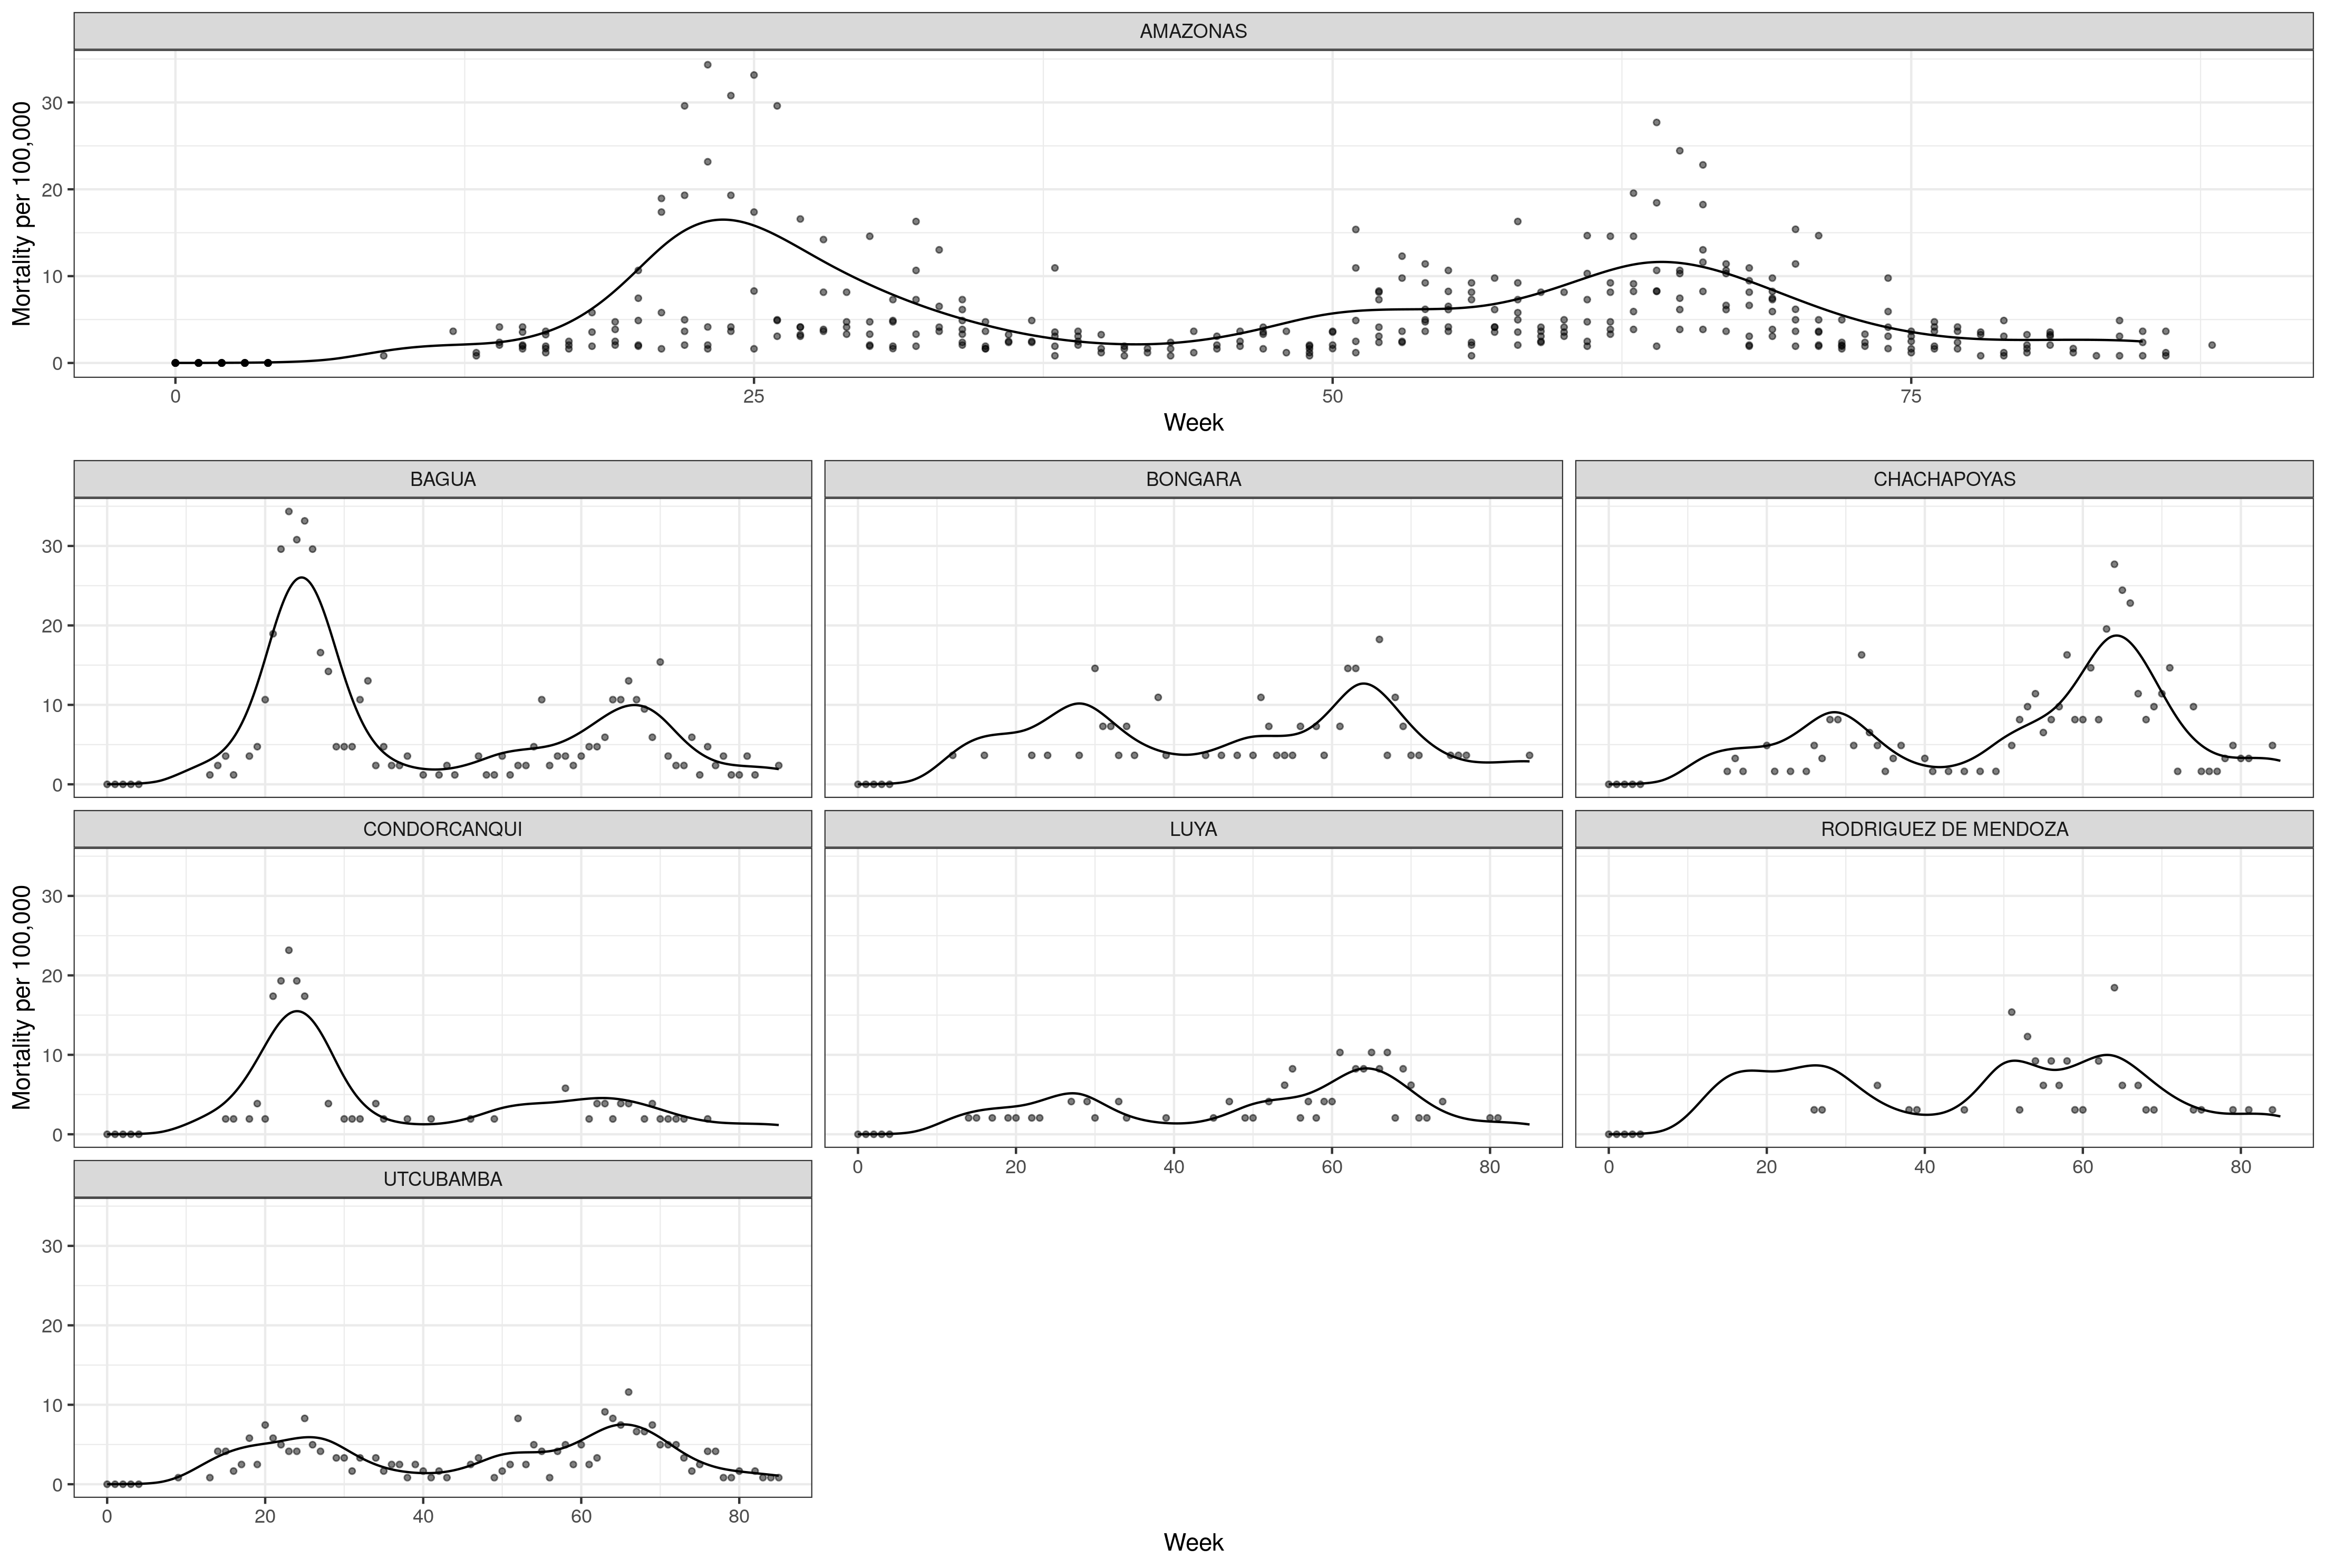 AMAZONAS
Mortality per 100,000
30
20
10
0
0 25 50 75
Week
BAGUA BONGARA CHACHAPOYAS
Mortality per 100,000
30
20
10
0
CONDORCANQUI LUYA RODRIGUEZ DE MENDOZA
30
20
10
0
0 20 40 60 80 0 20 40 60 80
UTCUBAMBA
30
20
10
0
0 20 40 60 80
Week